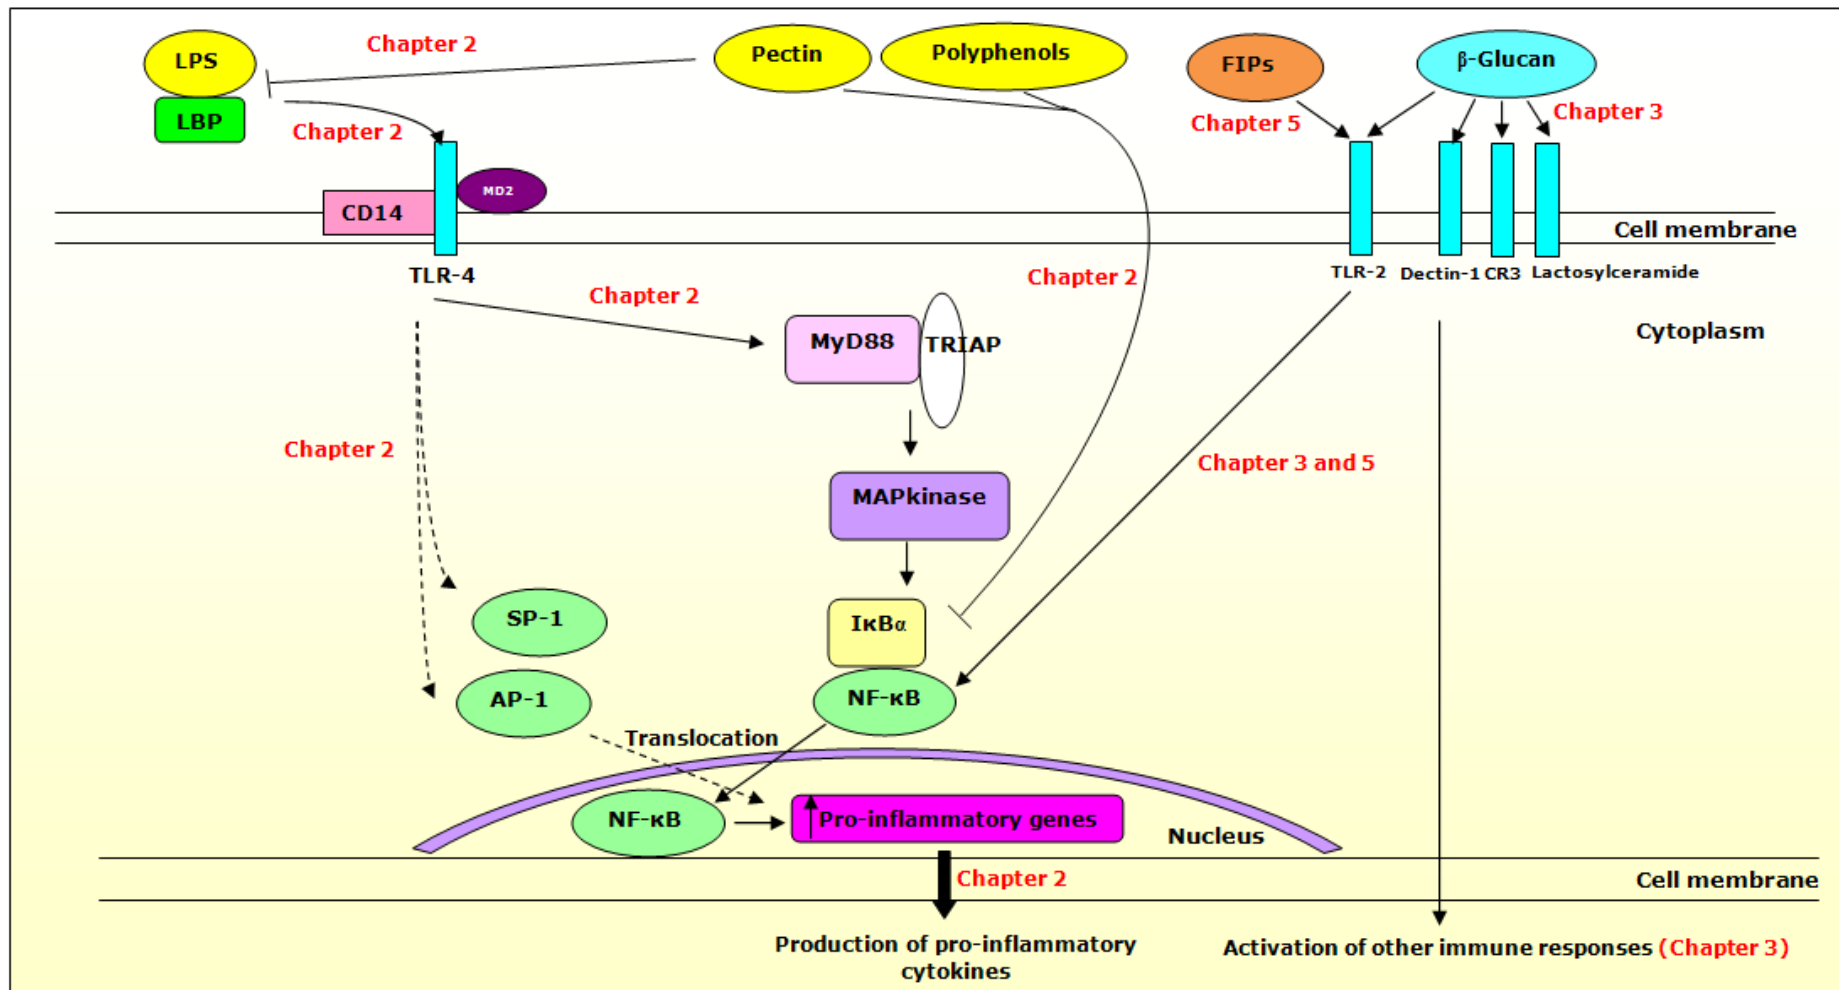 Chapter 2
LPS
Pectin
Polyphenols
FIPs
β-Glucan
LBP
Chapter 2
Chapter 5
Chapter 3
MD2
CD14
Cell membrane
TLR-4
TLR-2
Dectin-1
CR3
Lactosylceramide
Chapter 2
Chapter 2
MyD88
TRIAP
Cytoplasm
Chapter 2
Chapter 3 and 5
MAPkinase
SP-1
IκBα
AP-1
NF-κB
Translocation
NF-κB
Pro-inflammatory genes
Nucleus
Chapter 2
Cell membrane
Production of pro-inflammatory
cytokines
Activation of other immune responses (Chapter 3)